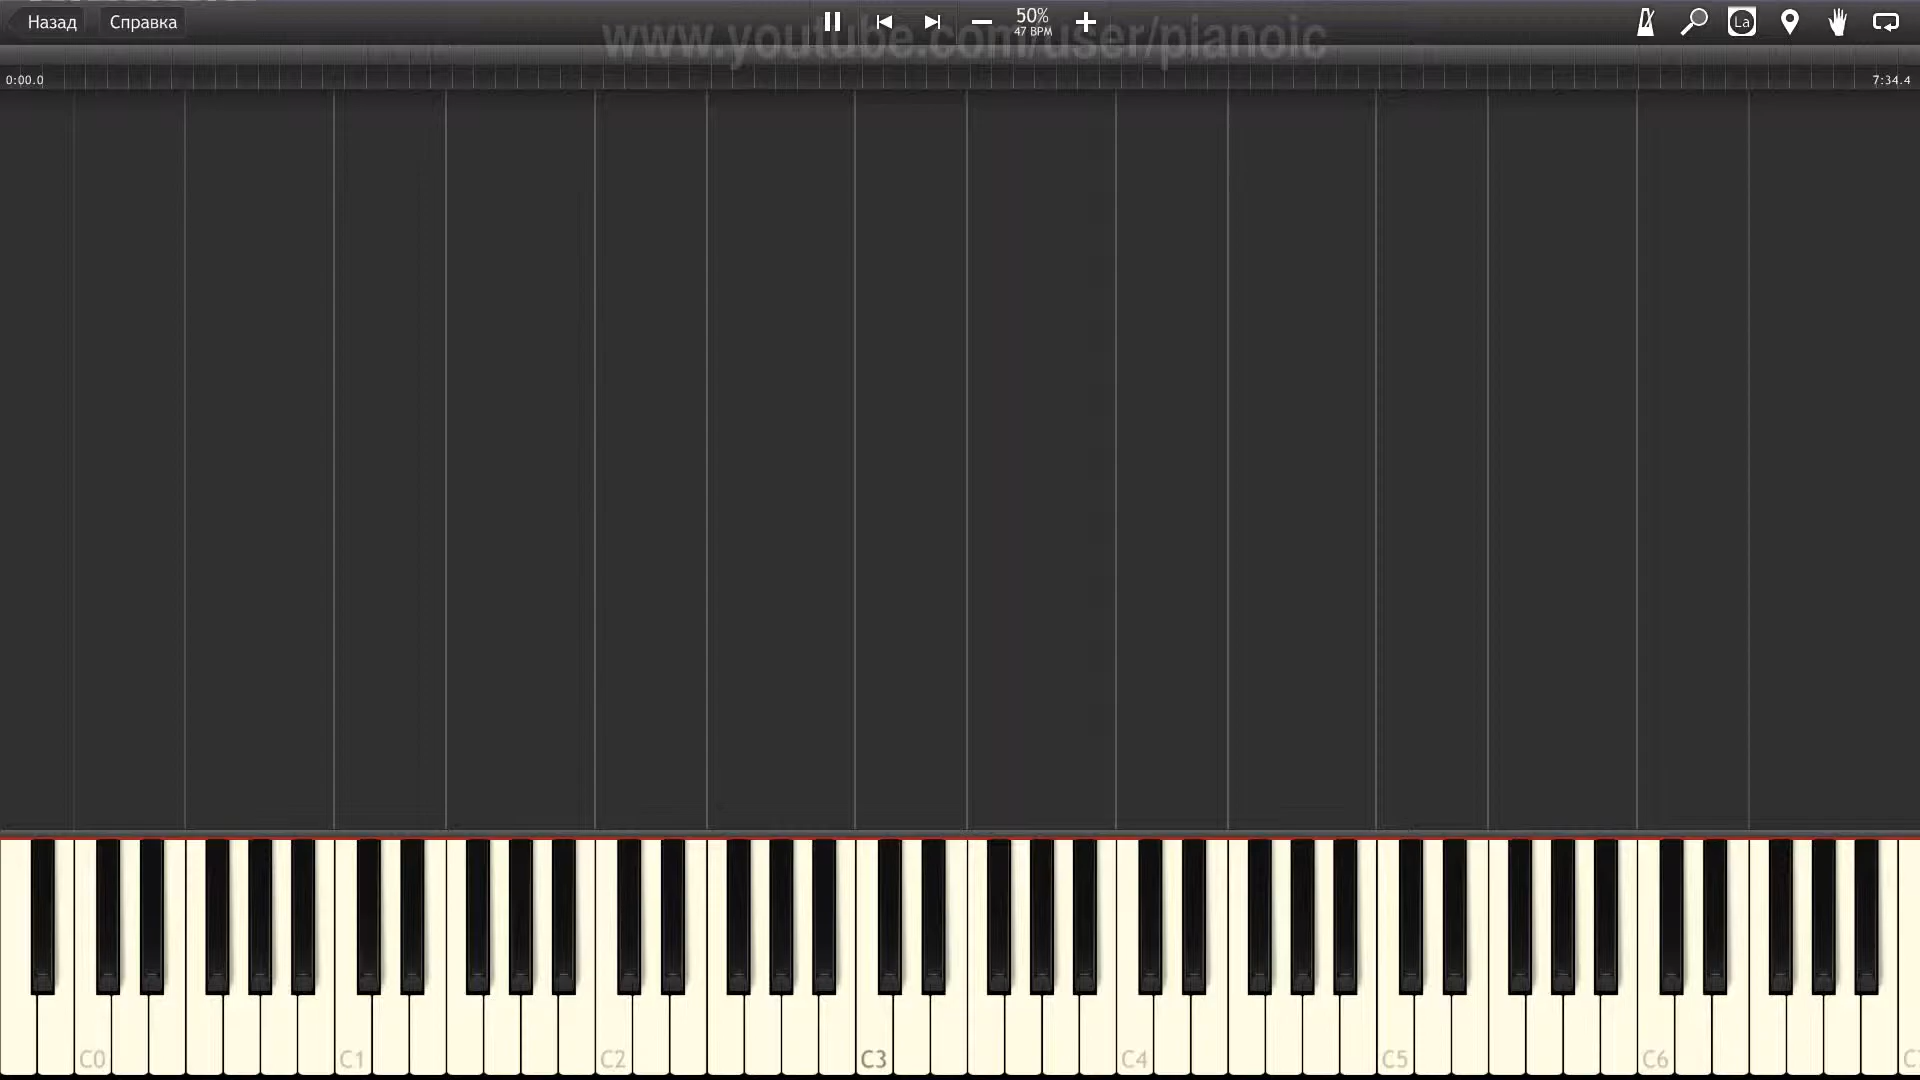 Назад Справка 50%
47 BPM
www.youtube.com/user/pianoic
La
0:00.0 7:34.4
C0 C1 C2 C3 C4 C5 C6